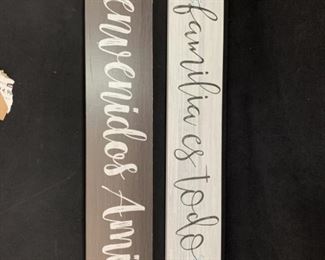 envenidos Ami
familia es todo